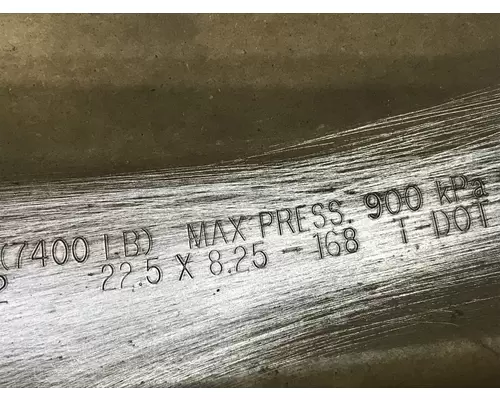 (7400 LB) MAX PRESS. 900 kPa
22.5 X 8.25 - 168 T-DOT